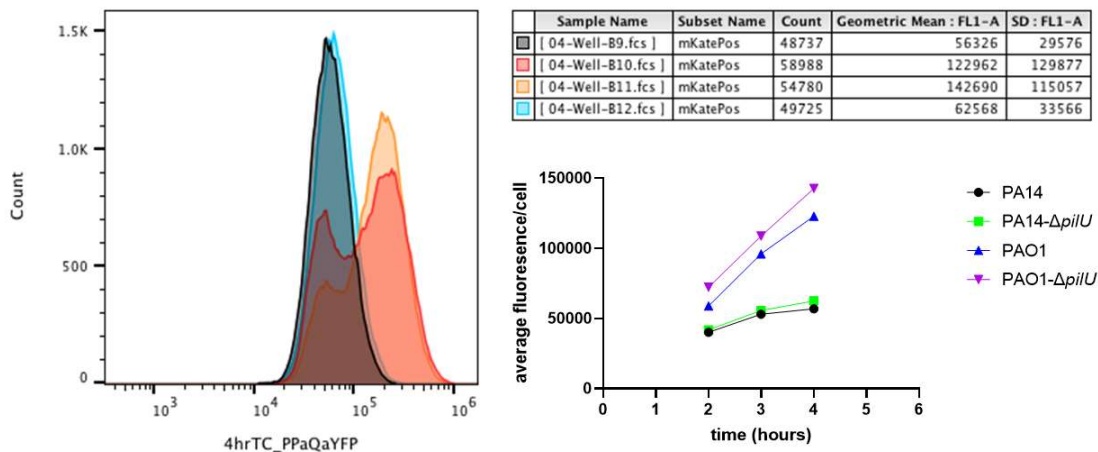 1.5K
1.0K
500
0
Count
10^3 10^4 10^5 10^6
4hrTC_PPaQaYFP
Sample Name Subset Name Count Geometric Mean : FL1-A SD : FL1-A
[ 04-Well-B9.fcs ] mKatePos 48737 56326 29576
[ 04-Well-B10.fcs ] mKatePos 58988 122962 129877
[ 04-Well-B11.fcs ] mKatePos 54780 142690 115057
[ 04-Well-B12.fcs ] mKatePos 49725 62568 33566
150000
100000
50000
0
average fluoresence/cell
0 1 2 3 4 5 6
time (hours)
PA14
PA14-ΔpilU
PAO1
PAO1-ΔpilU